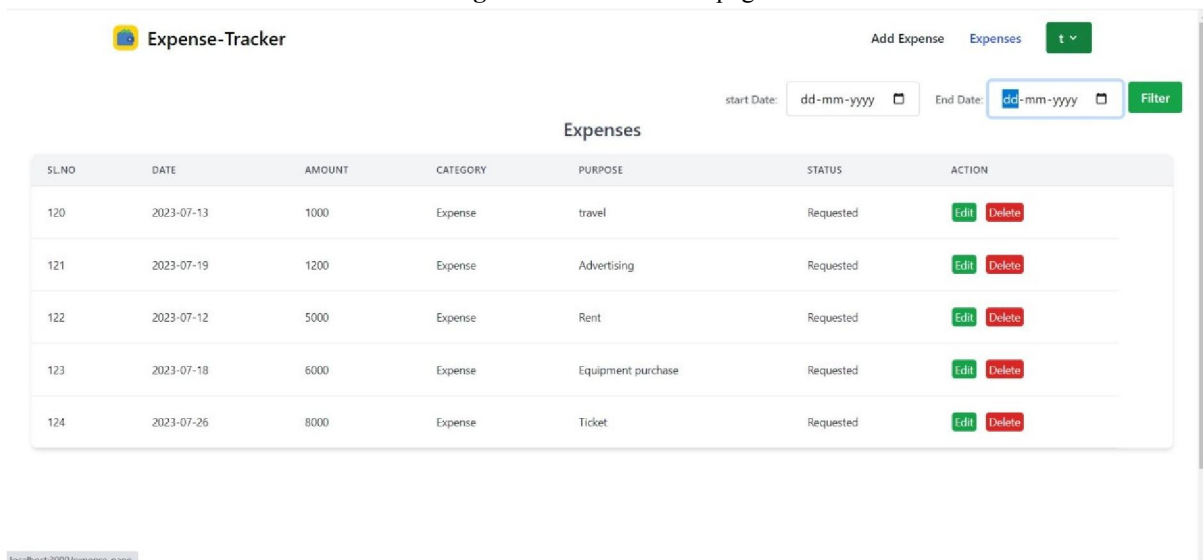 Expense-Tracker Add Expense Expenses t
start Date: dd-mm-yyyy End Date: dd-mm-yyyy Filter
Expenses
SL.NO DATE AMOUNT CATEGORY PURPOSE STATUS ACTION
120 2023-07-13 1000 Expense travel Requested Edit Delete
121 2023-07-19 1200 Expense Advertising Requested Edit Delete
122 2023-07-12 5000 Expense Rent Requested Edit Delete
123 2023-07-18 6000 Expense Equipment purchase Requested Edit Delete
124 2023-07-26 8000 Expense Ticket Requested Edit Delete